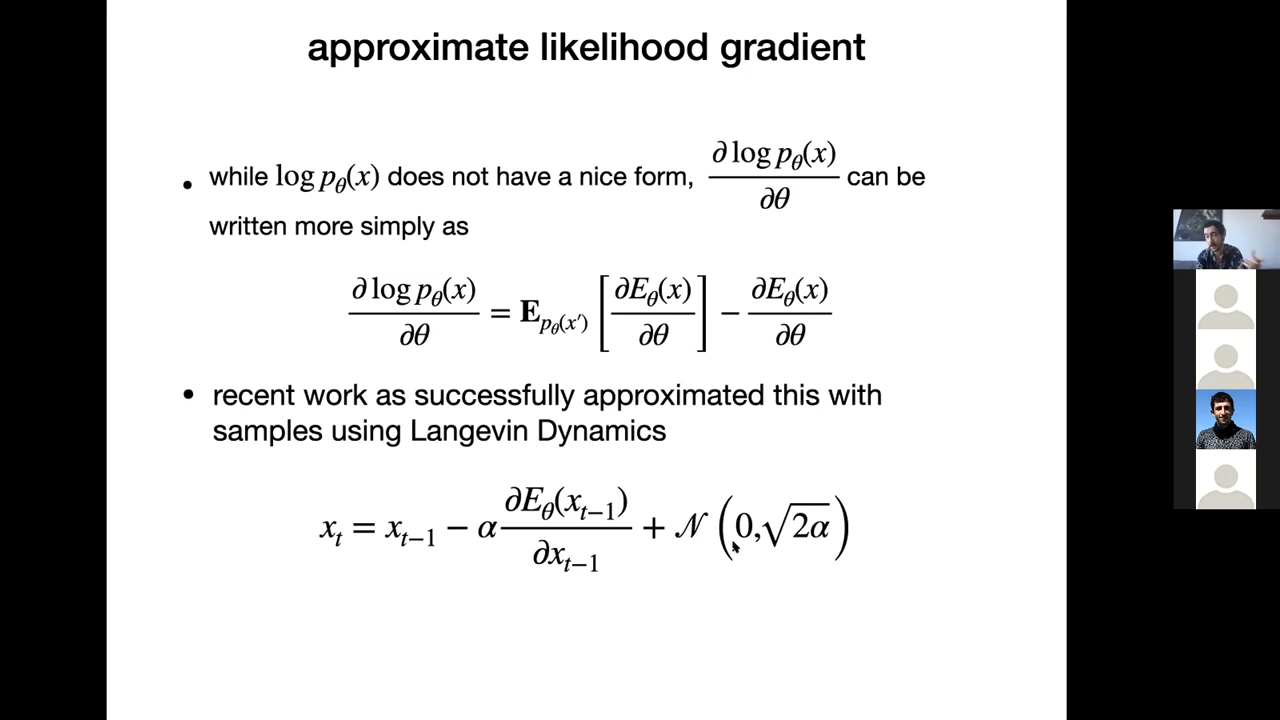 approximate likelihood gradient
• while log p_θ(x) does not have a nice form, ∂ log p_θ(x) / ∂θ can be
written more simply as
∂ log p_θ(x) / ∂θ = E_{p_θ(x′)} [ ∂E_θ(x) / ∂θ ] − ∂E_θ(x) / ∂θ
• recent work as successfully approximated this with
samples using Langevin Dynamics
x_t = x_{t−1} − α ∂E_θ(x_{t−1}) / ∂x_{t−1} + 𝒩 (0, √2α)